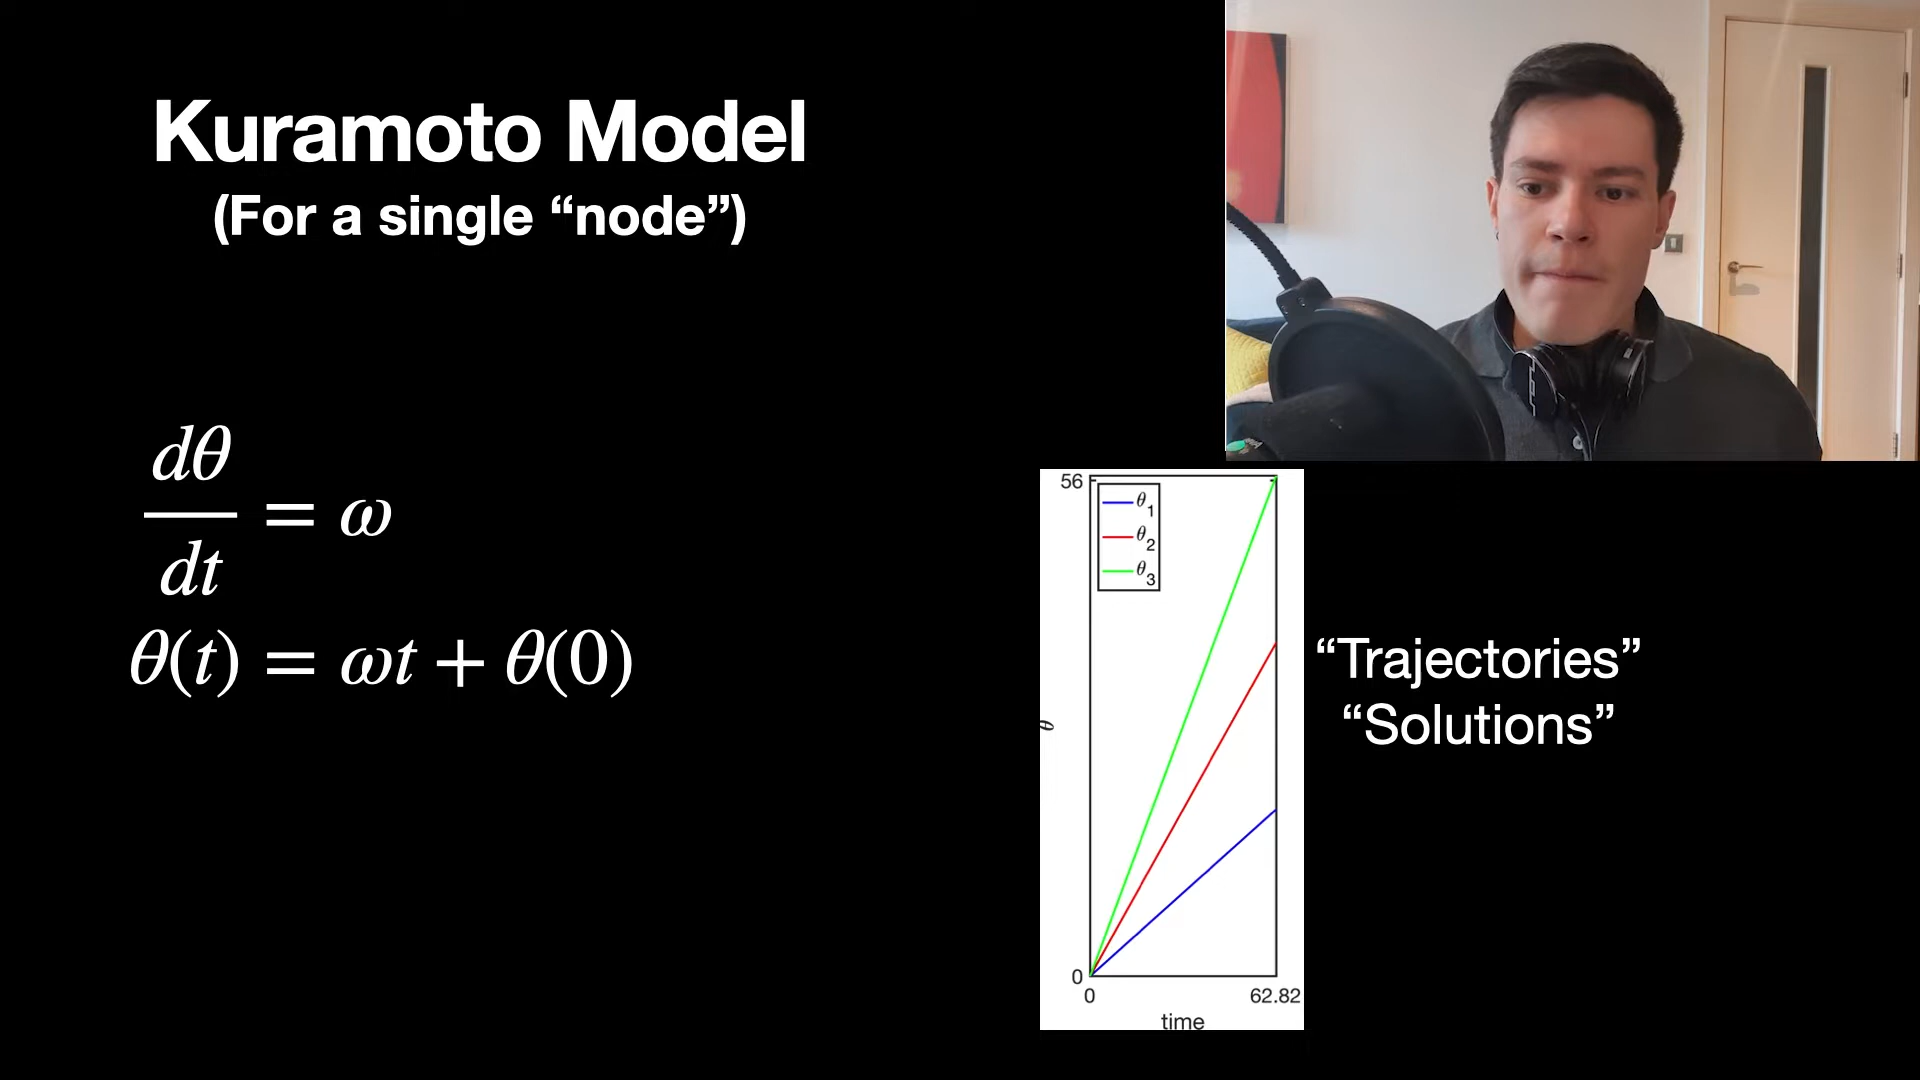 Kuramoto Model
(For a single “node”)
dθ
dt
= ω
θ(t) = ωt + θ(0)
56
θ1
θ2
θ3
θ
0
0
62.82
time
“Trajectories”
“Solutions”